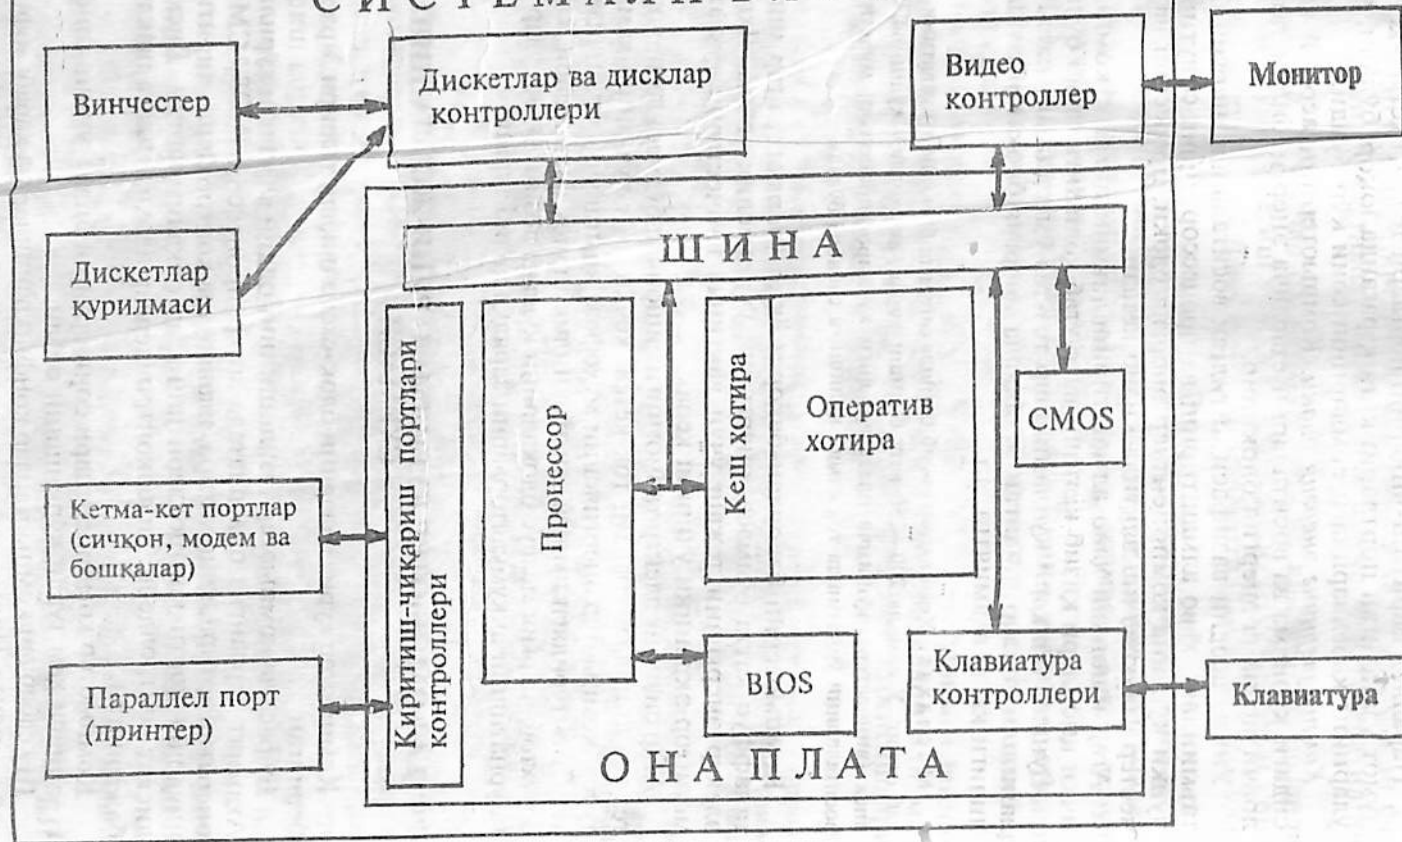 Винчестер
Дискетлар ва дисклар
контроллери
Видео
контроллер
Монитор
Дискетлар
қурилмаси
ШИНА
Киритиш-чиқариш портлари
контроллери
Процессор
Кеш хотира
Оператив
хотира
CMOS
Кетма-кет портлар
(сичқон, модем ва
бошқалар)
Параллел порт
(принтер)
BIOS
Клавиатура
контроллери
Клавиатура
ОНА ПЛАТА